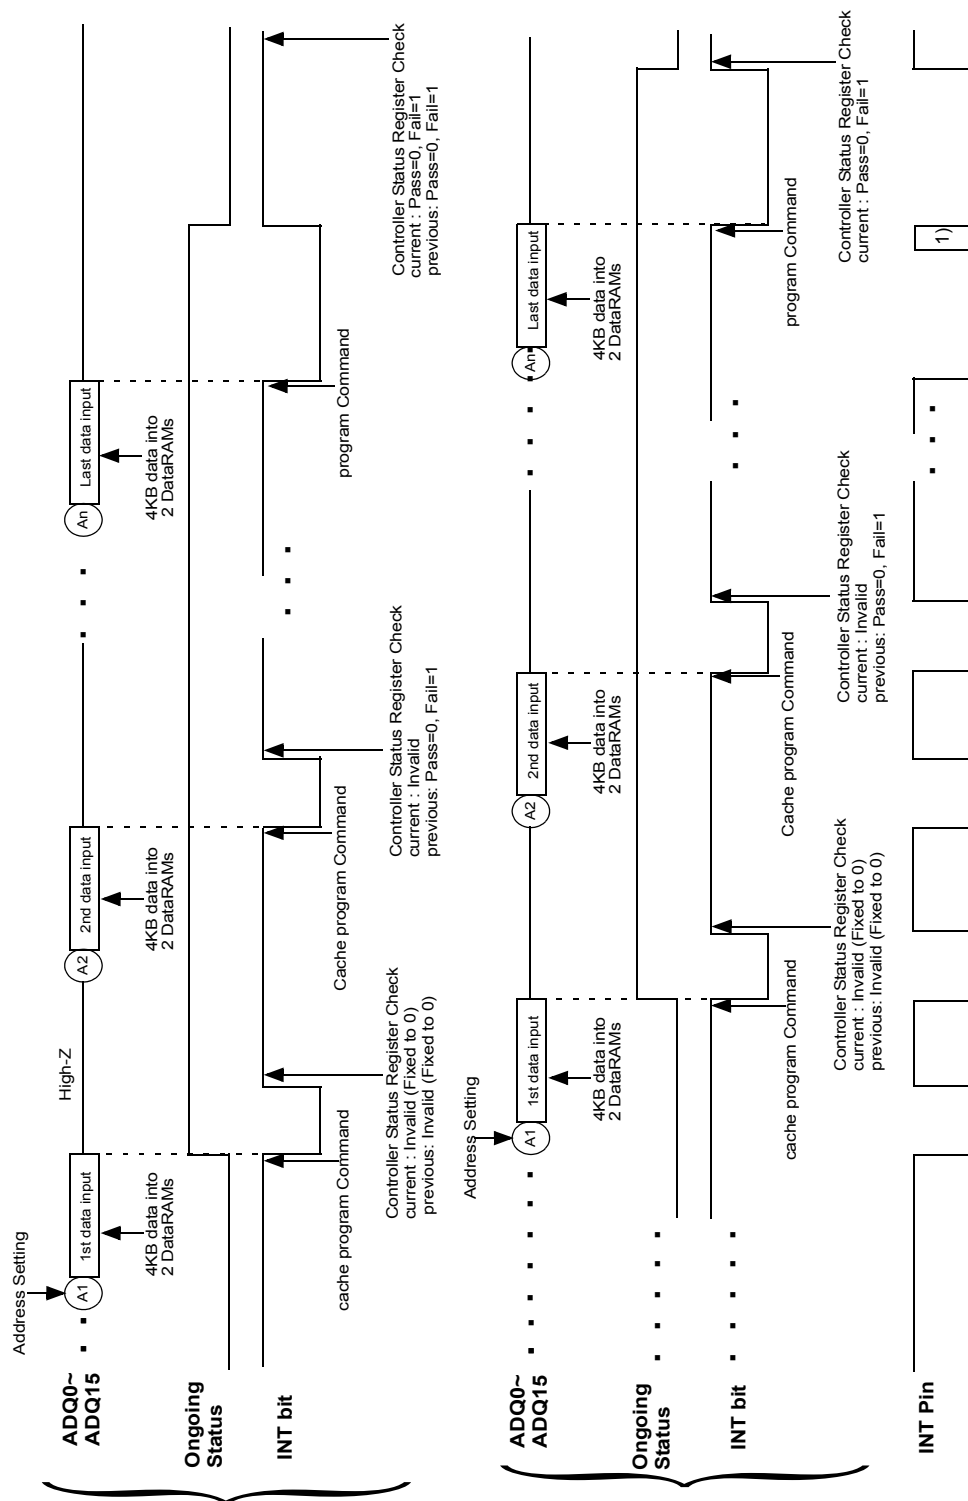 ADQ0~
ADQ15
Address Setting
A1
1st data input
4KB data into
2 DataRAMs
High-Z
A2
2nd data input
4KB data into
2 DataRAMs
An
Last data input
4KB data into
2 DataRAMs
Ongoing
Status
INT bit
cache program Command
Controller Status Register Check
current : Invalid (Fixed to 0)
previous: Invalid (Fixed to 0)
Cache program Command
Controller Status Register Check
current : Invalid
previous: Pass=0, Fail=1
program Command
Controller Status Register Check
current : Pass=0, Fail=1
previous: Pass=0, Fail=1
ADQ0~
ADQ15
Address Setting
A1
1st data input
4KB data into
2 DataRAMs
A2
2nd data input
4KB data into
2 DataRAMs
An
Last data input
4KB data into
2 DataRAMs
Ongoing
Status
INT bit
cache program Command
Controller Status Register Check
current : Invalid (Fixed to 0)
previous: Invalid (Fixed to 0)
Cache program Command
Controller Status Register Check
current : Invalid
previous: Pass=0, Fail=1
program Command
Controller Status Register Check
current : Pass=0, Fail=1
INT Pin
1)